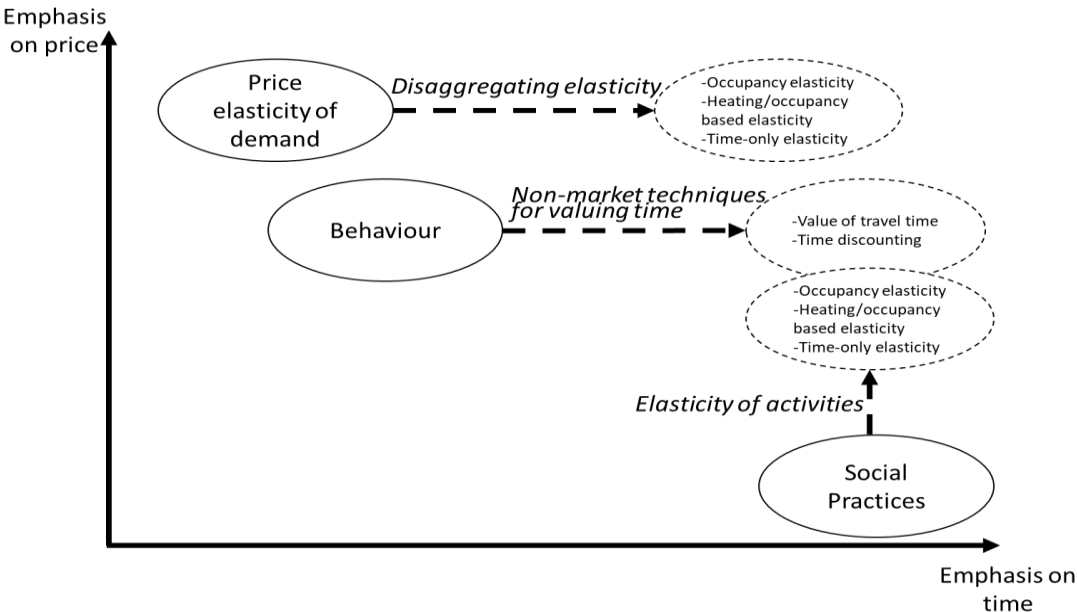 Emphasis
on price
Price
elasticity of
demand
Disaggregating elasticity
-Occupancy elasticity
-Heating/occupancy
based elasticity
-Time-only elasticity
Behaviour
Non-market techniques
for valuing time
-Value of travel time
-Time discounting
-Occupancy elasticity
-Heating/occupancy
based elasticity
-Time-only elasticity
Elasticity of activities
Social
Practices
Emphasis on
time